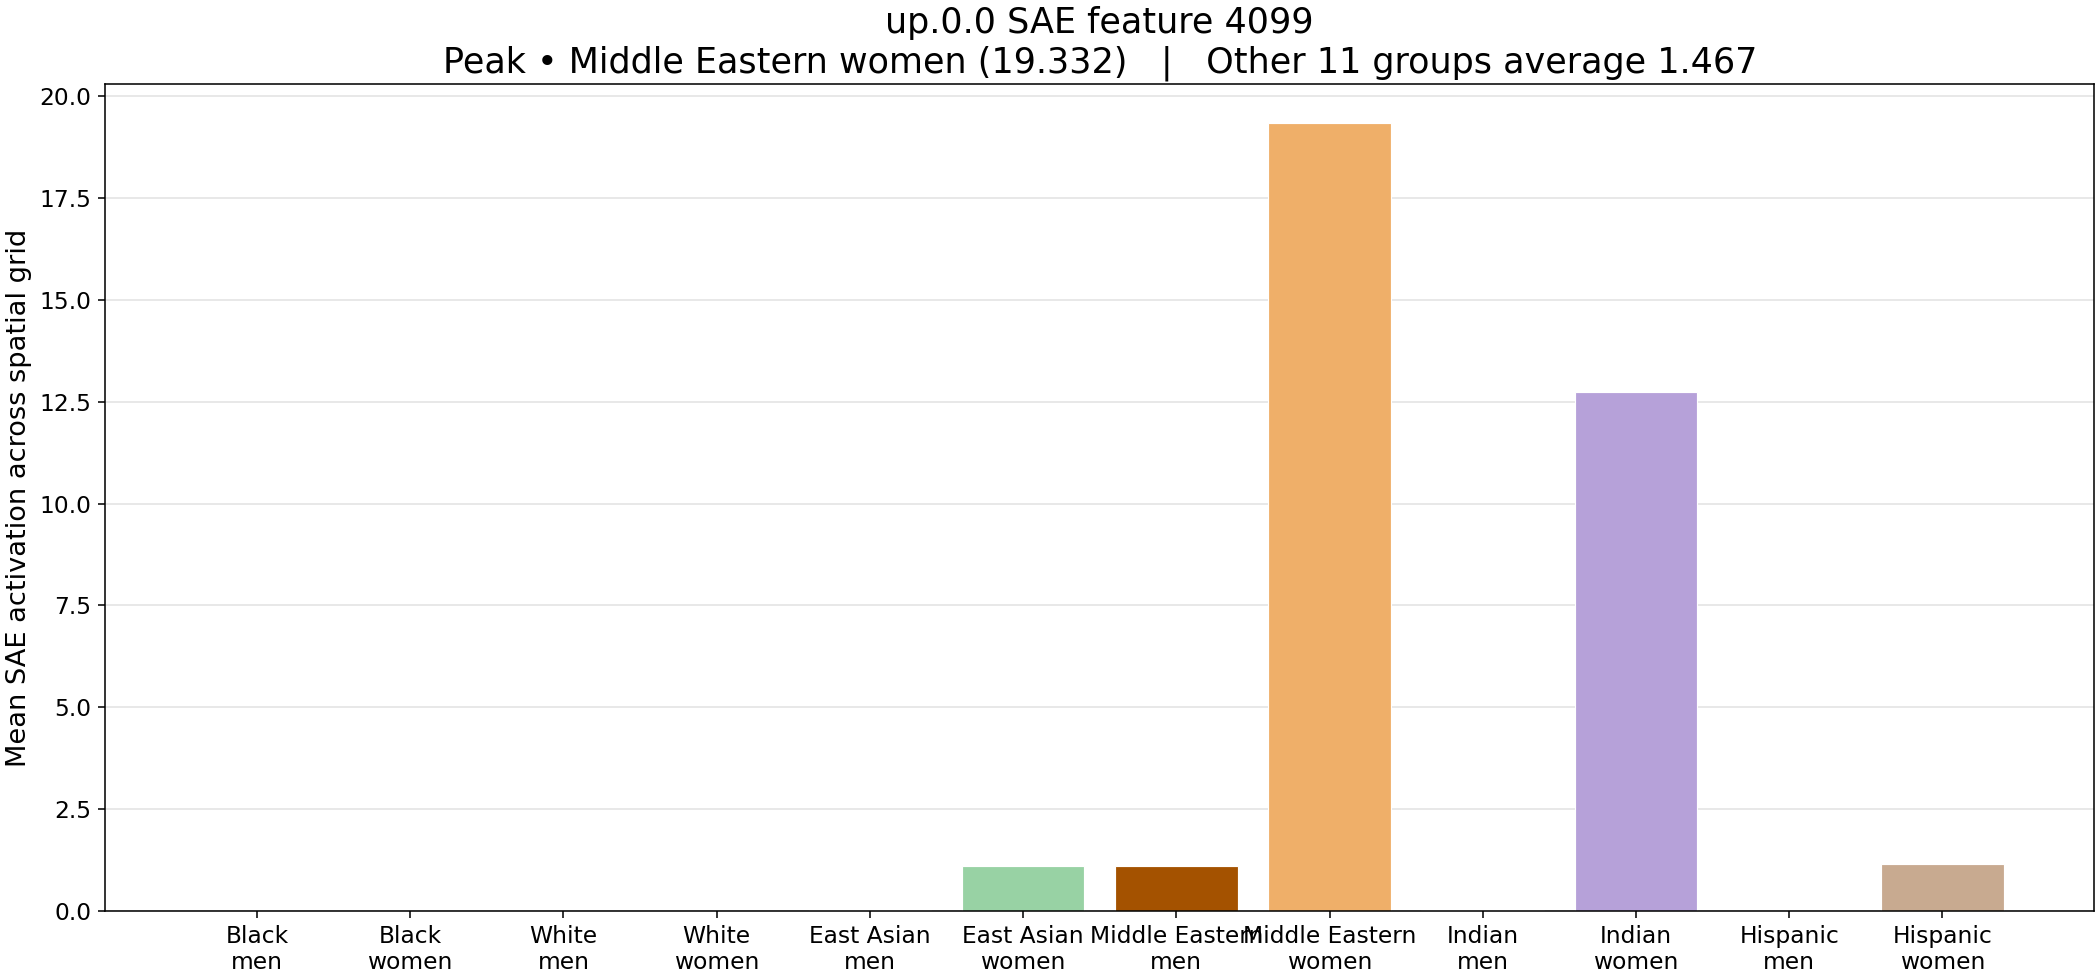 up.0.0 SAE feature 4099
Peak • Middle Eastern women (19.332)   |   Other 11 groups average 1.467
Mean SAE activation across spatial grid
20.0
17.5
15.0
12.5
10.0
7.5
5.0
2.5
0.0
Black men
Black women
White men
White women
East Asian men
East Asian women
Middle Eastern men
Middle Eastern women
Indian men
Indian women
Hispanic men
Hispanic women